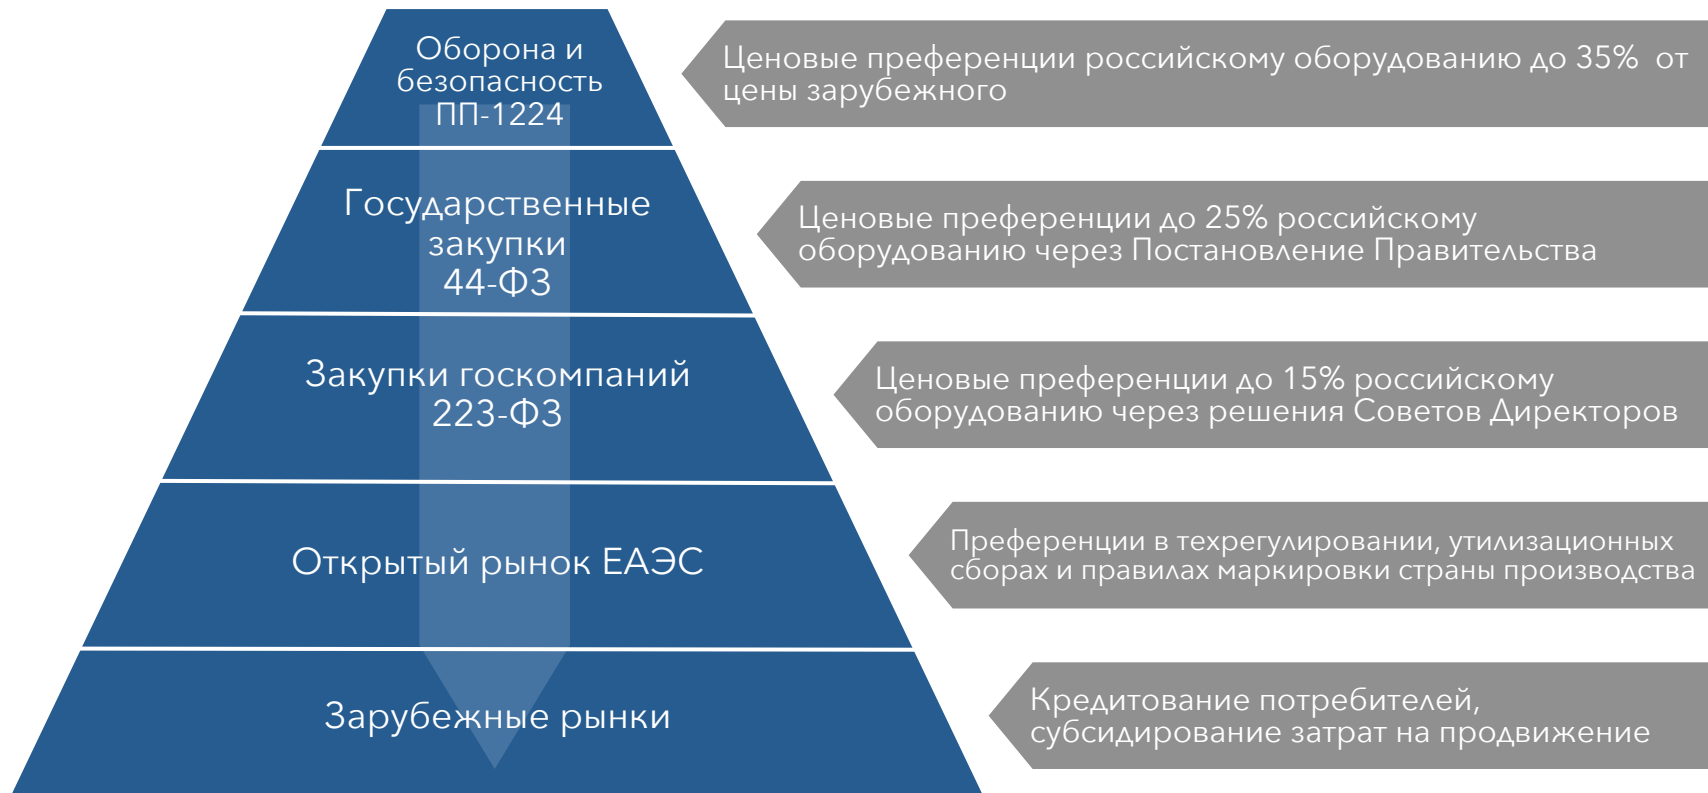 Оборона и
безопасность
ПП-1224
Ценовые преференции российскому оборудованию до 35% от
цены зарубежного
Государственные
закупки
44-ФЗ
Ценовые преференции до 25% российскому
оборудованию через Постановление Правительства
Закупки госкомпаний
223-ФЗ
Ценовые преференции до 15% российскому
оборудованию через решения Советов Директоров
Открытый рынок ЕАЭС
Преференции в техрегулировании, утилизационных
сборах и правилах маркировки страны производства
Зарубежные рынки
Кредитование потребителей,
субсидирование затрат на продвижение